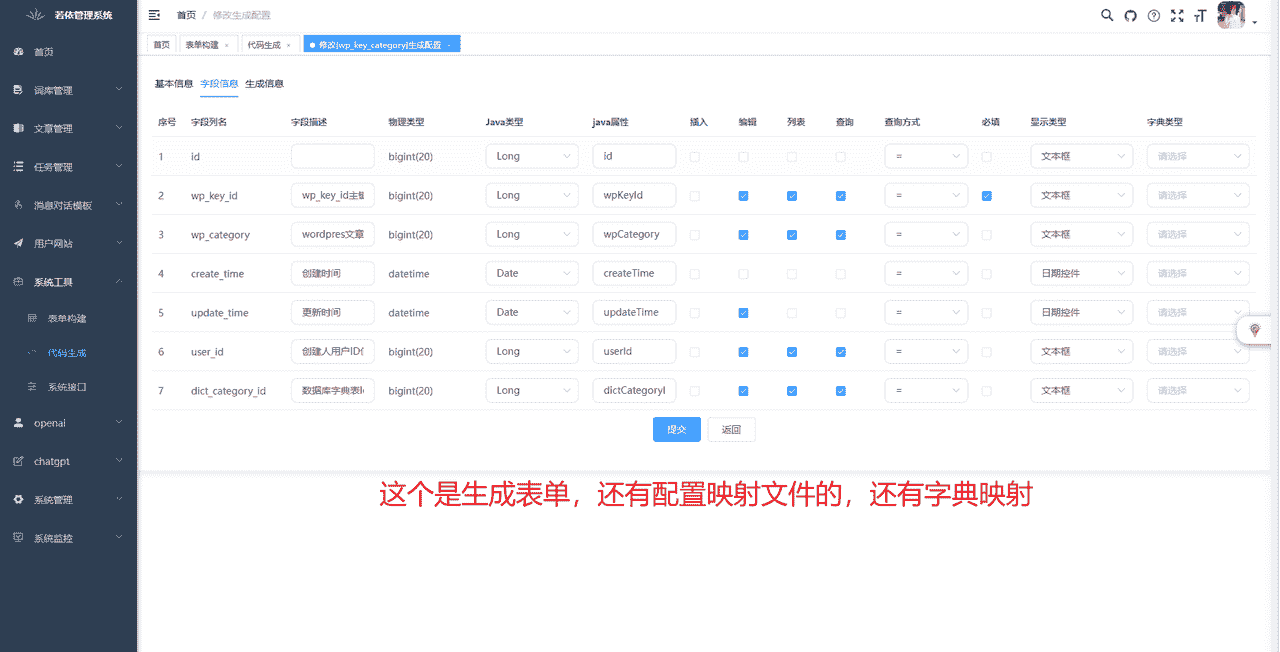 若依管理系统
首页 / 修改生成配置
首页 表单构建 × 代码生成 × 修改[wp_key_category]生成配置
首页
词库管理
文章管理
任务管理
消息对话模板
用户网站
系统工具
表单构建
代码生成
系统接口
openai
chatgpt
系统管理
系统监控
基本信息 字段信息 生成信息
序号 字段列名 字段描述 物理类型 Java类型 java属性 插入 编辑 列表 查询 查询方式 必填 显示类型 字典类型
1 id bigint(20) Long id = 文本框 请选择
2 wp_key_id wp_key_id主 bigint(20) Long wpKeyId = 文本框 请选择
3 wp_category wordpres文章 bigint(20) Long wpCategory = 文本框 请选择
4 create_time 创建时间 datetime Date createTime = 日期控件 请选择
5 update_time 更新时间 datetime Date updateTime = 日期控件 请选择
6 user_id 创建人用户ID bigint(20) Long userId = 文本框 请选择
7 dict_category_id 数据库字典表 bigint(20) Long dictCategoryI = 文本框 请选择
提交 返回
这个是生成表单，还有配置映射文件的，还有字典映射